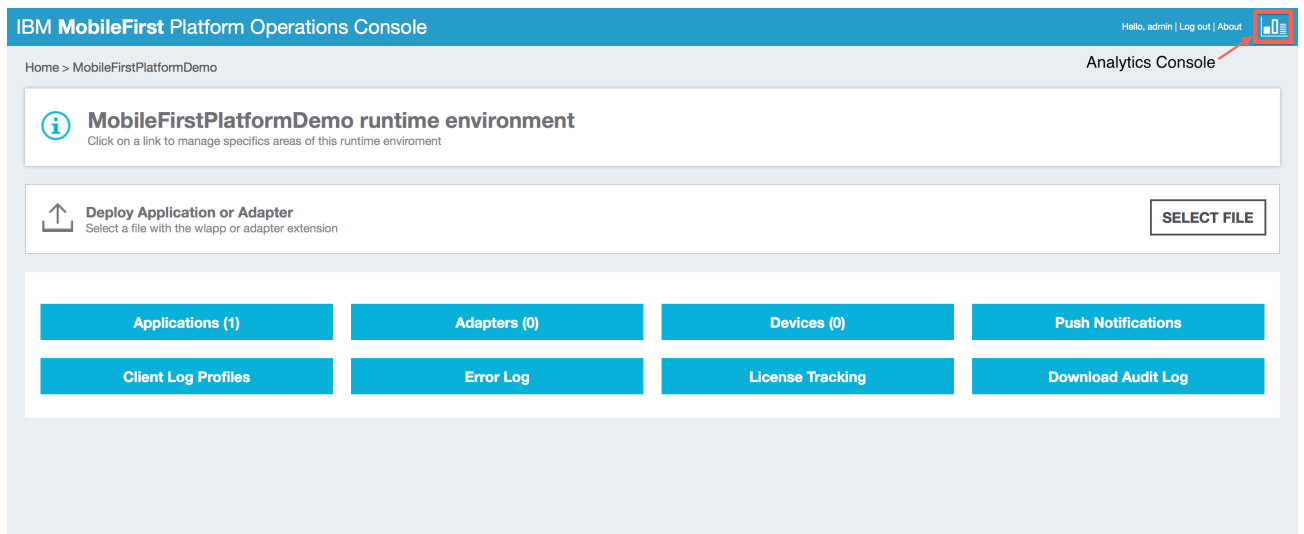 IBM MobileFirst Platform Operations Console
Hello, admin | Log out | About
Home > MobileFirstPlatformDemo
Analytics Console
MobileFirstPlatformDemo runtime environment
Click on a link to manage specifics areas of this runtime enviroment
Deploy Application or Adapter
Select a file with the wlapp or adapter extension
SELECT FILE
Applications (1)
Adapters (0)
Devices (0)
Push Notifications
Client Log Profiles
Error Log
License Tracking
Download Audit Log